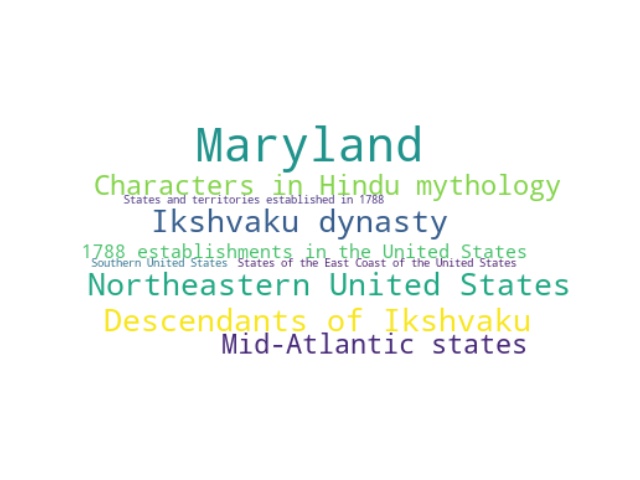 Maryland
Characters in Hindu mythology
States and territories established in 1788
Ikshvaku dynasty
1788 establishments in the United States
Southern United States States of the East Coast of the United States
Northeastern United States
Descendants of Ikshvaku
Mid-Atlantic states